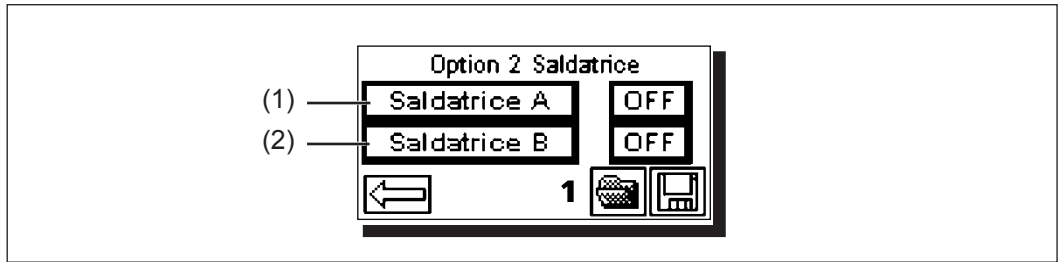 Option 2 Saldatrice
(1) Saldatrice A OFF
(2) Saldatrice B OFF
1